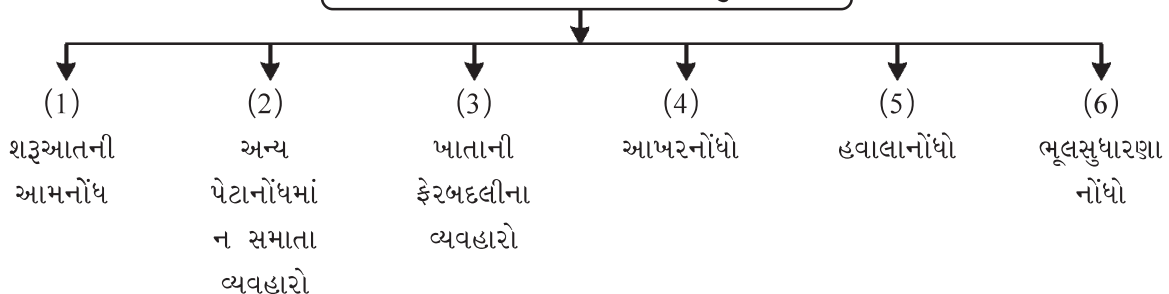 (1)
શરૂઆતની
આમનોંધ
(2)
અન્ય
પેટાનોંધમાં
ન સમાતા
વ્યવહારો
(3)
ખાતાની
ફેરબદલીના
વ્યવહારો
(4)
આખરનોંધો
(5)
હવાલાનોંધો
(6)
ભૂલસુધારણા
નોંધો